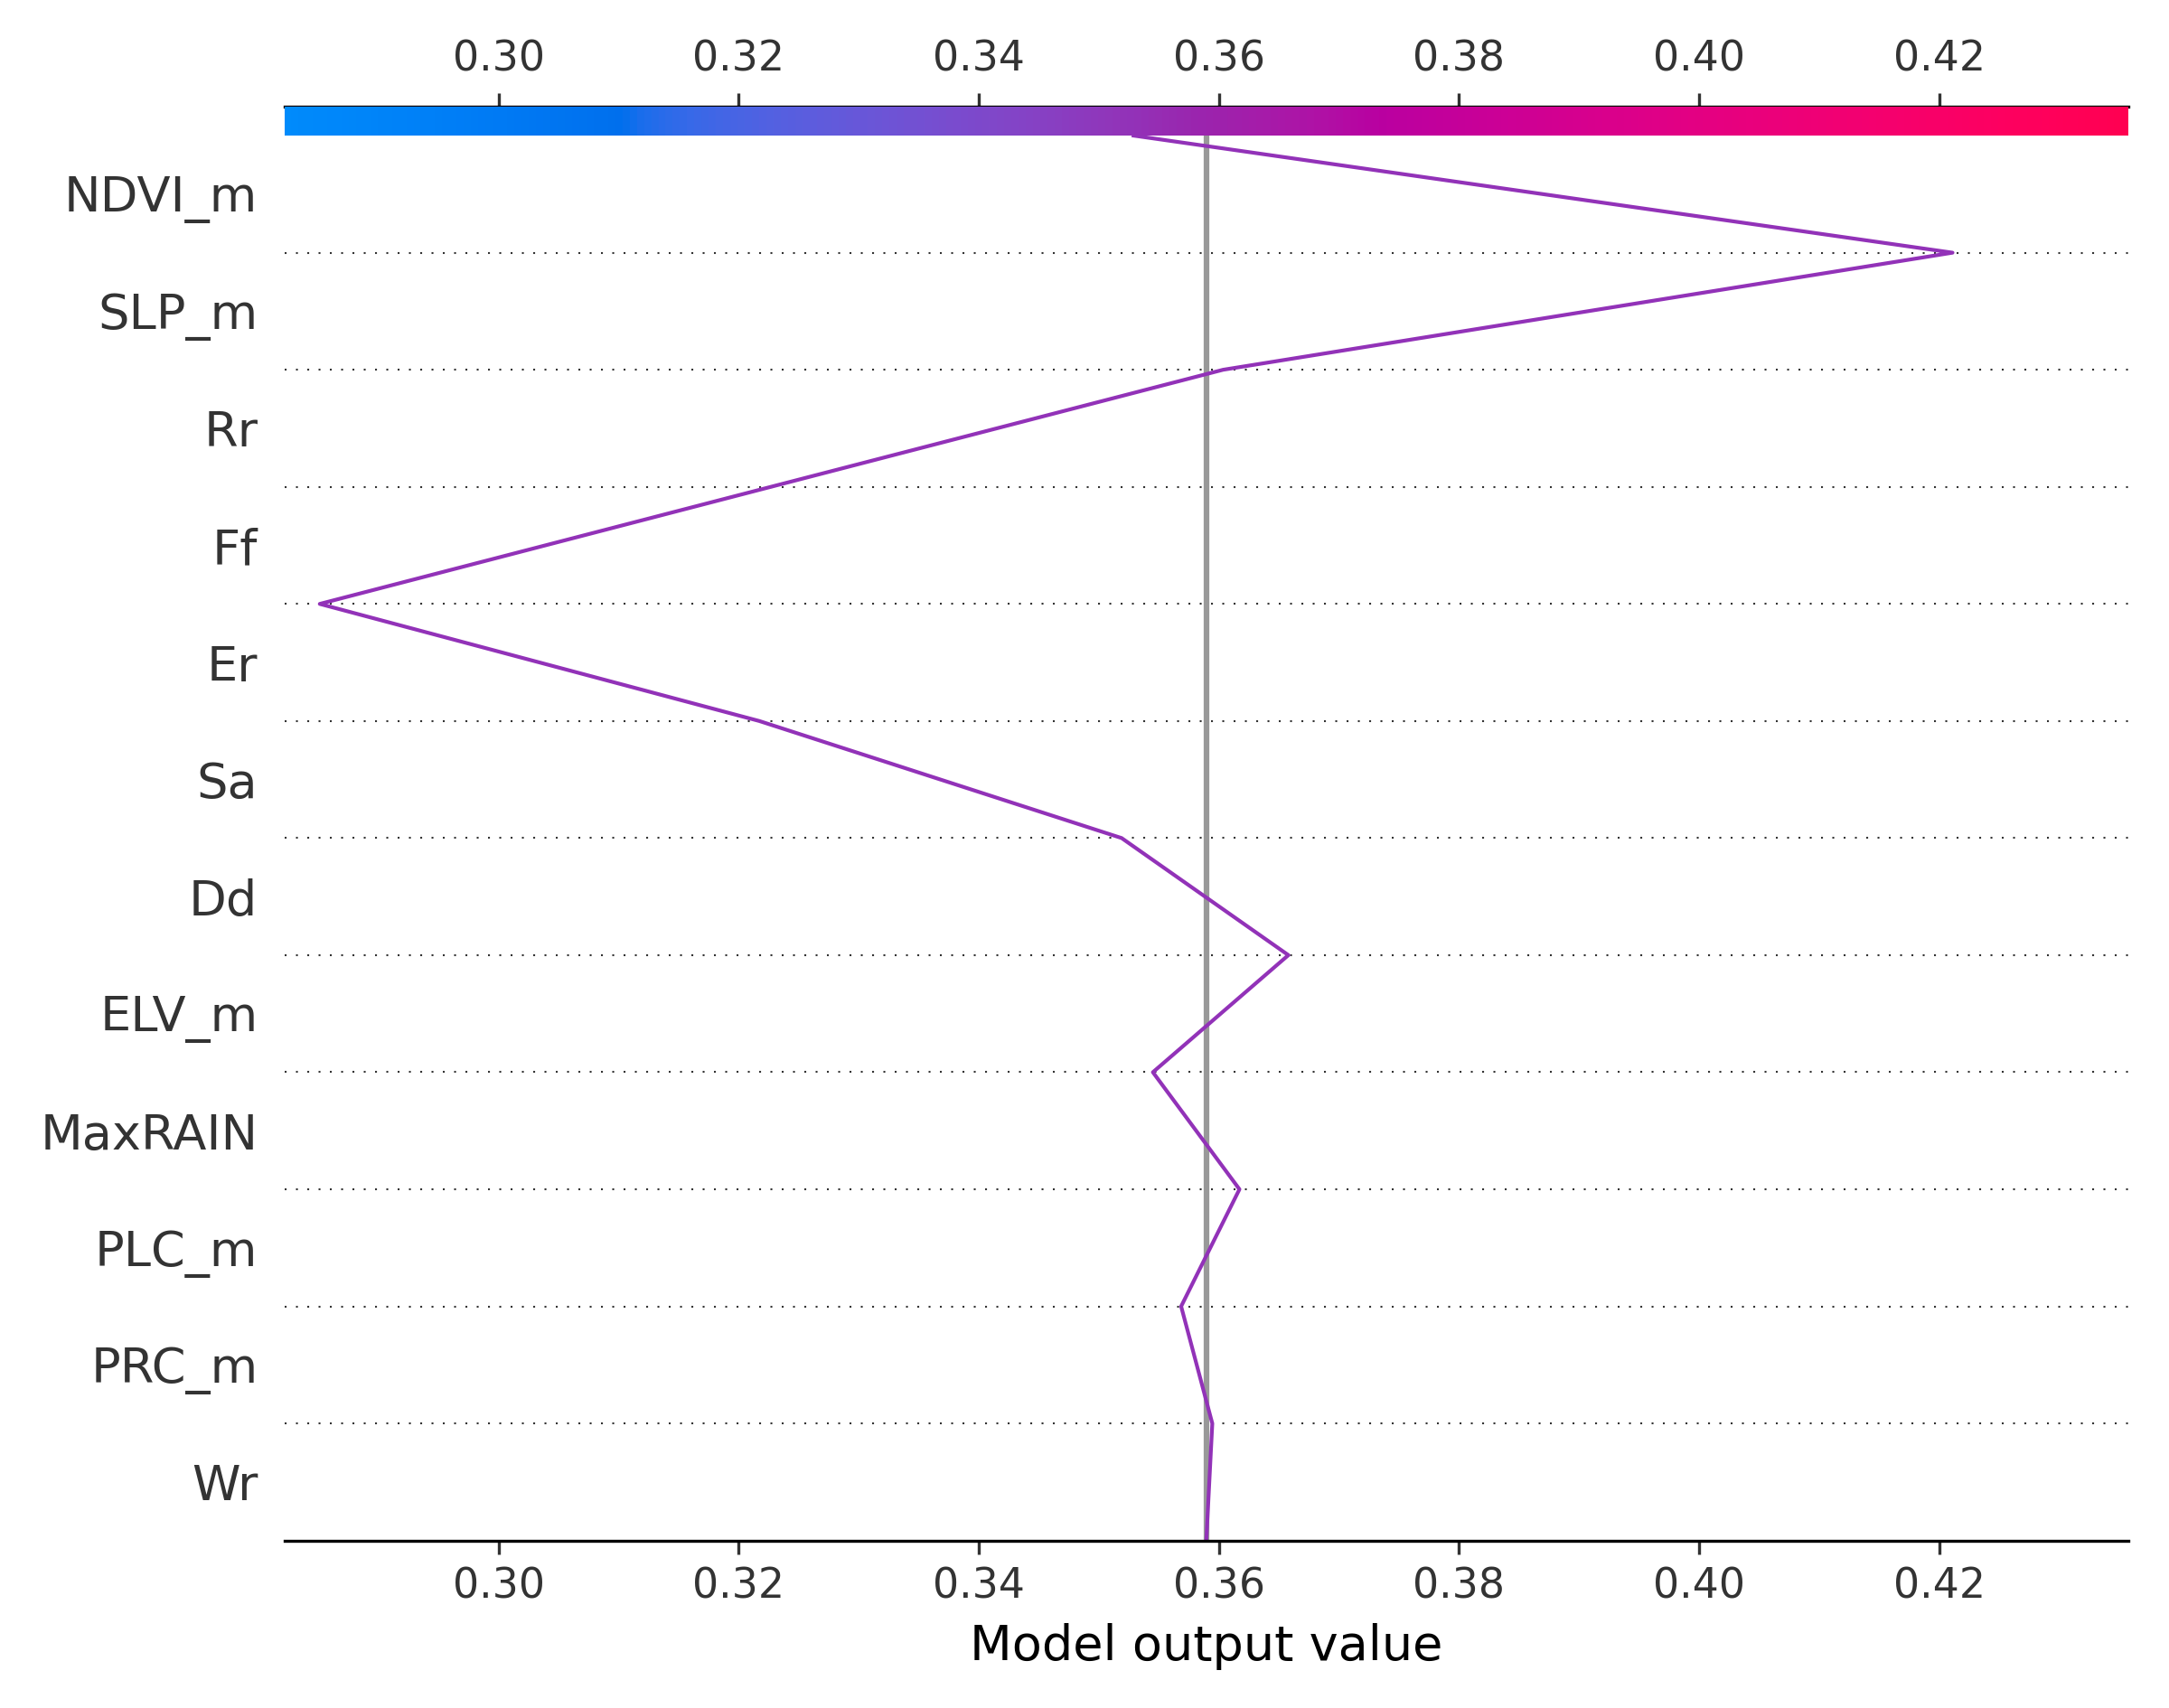 0.30 0.32 0.34 0.36 0.38 0.40 0.42
NDVI_m
SLP_m
Rr
Ff
Er
Sa
Dd
ELV_m
MaxRAIN
PLC_m
PRC_m
Wr
0.30 0.32 0.34 0.36 0.38 0.40 0.42
Model output value